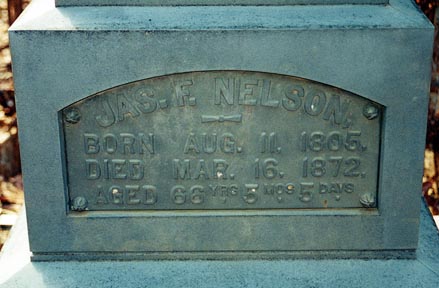 JAS. F. NELSON,
BORN AUG. 11. 1805.
DIED MAR. 16. 1872.
AGED 66 YRS. 5 MOS 5 DAYS